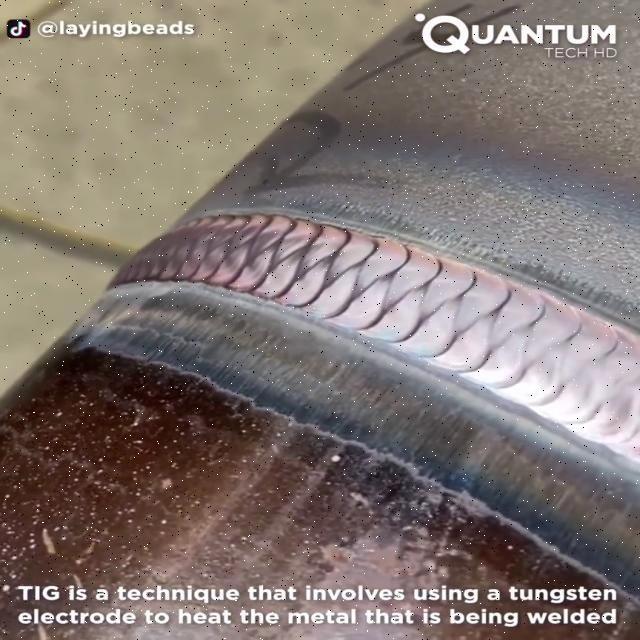 @layingbeads
QUANTUM
TECH HD
TIG is a technique that involves using a tungsten
electrode to heat the metal that is being welded